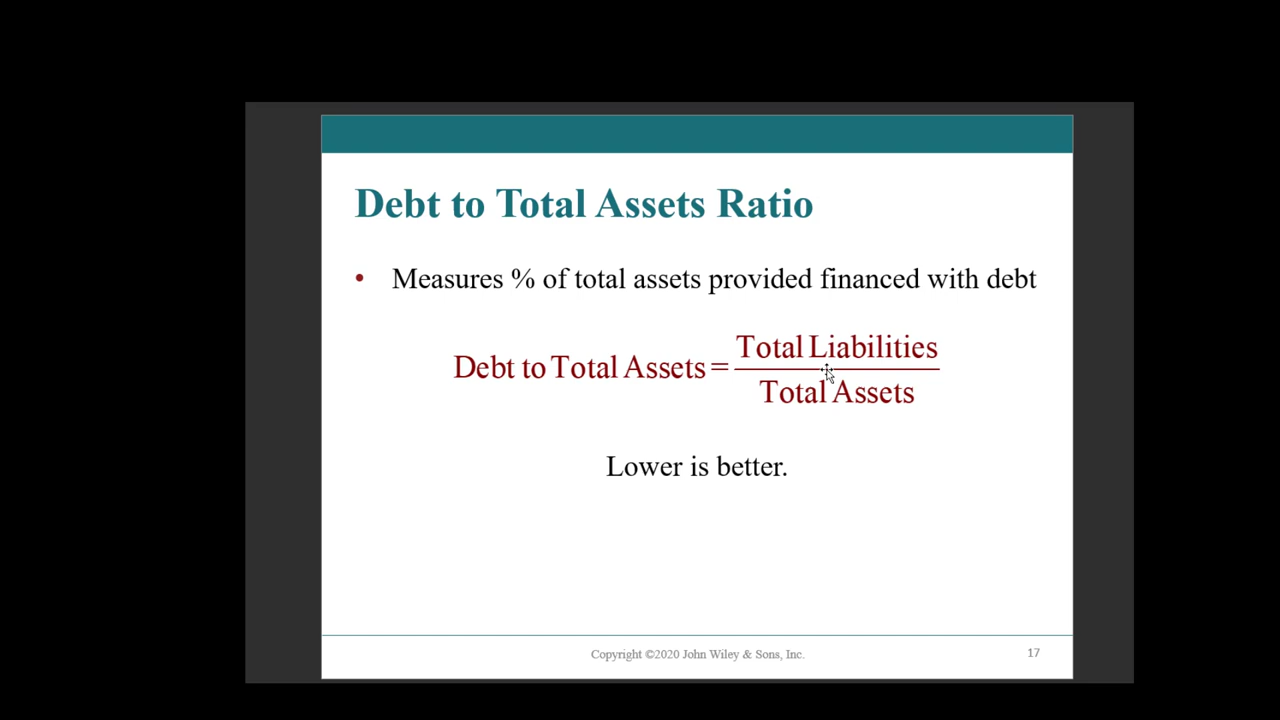 Debt to Total Assets Ratio
• Measures % of total assets provided financed with debt
Debt to Total Assets = Total Liabilities
Total Assets
Lower is better.
Copyright ©2020 John Wiley & Sons, Inc.
17